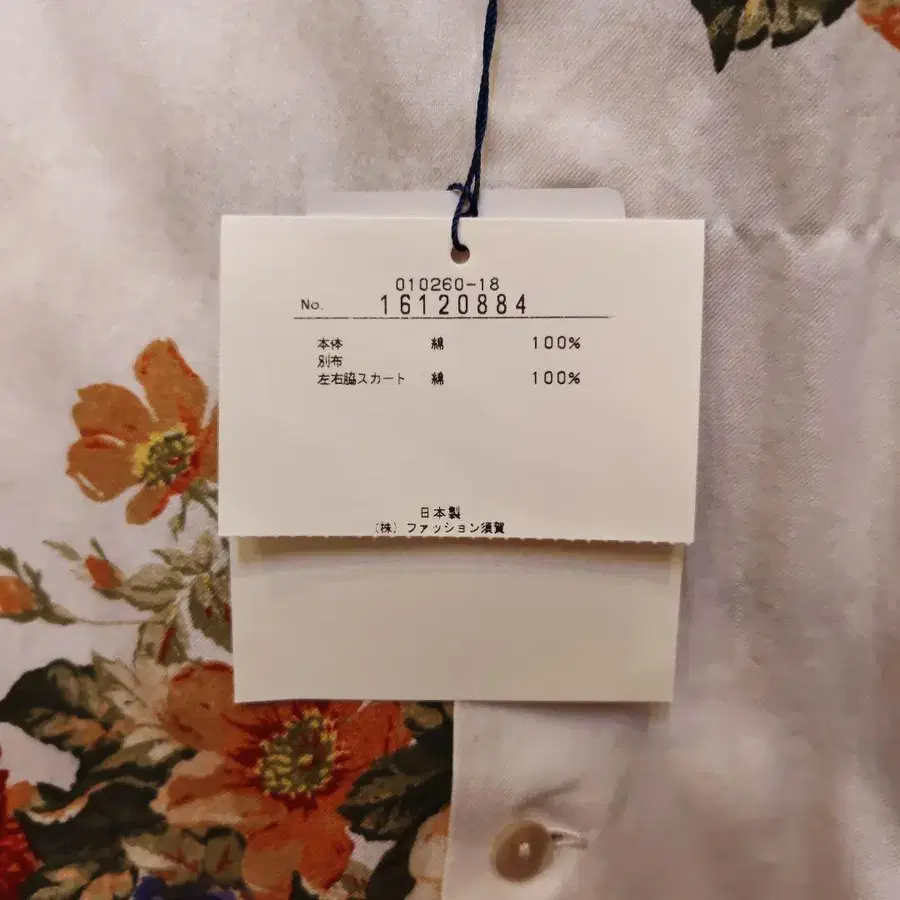 010260-18
No. 16120884
本体 綿 100%
別布
左右脇スカート 綿 100%
日本製
(株) ファッション須賀